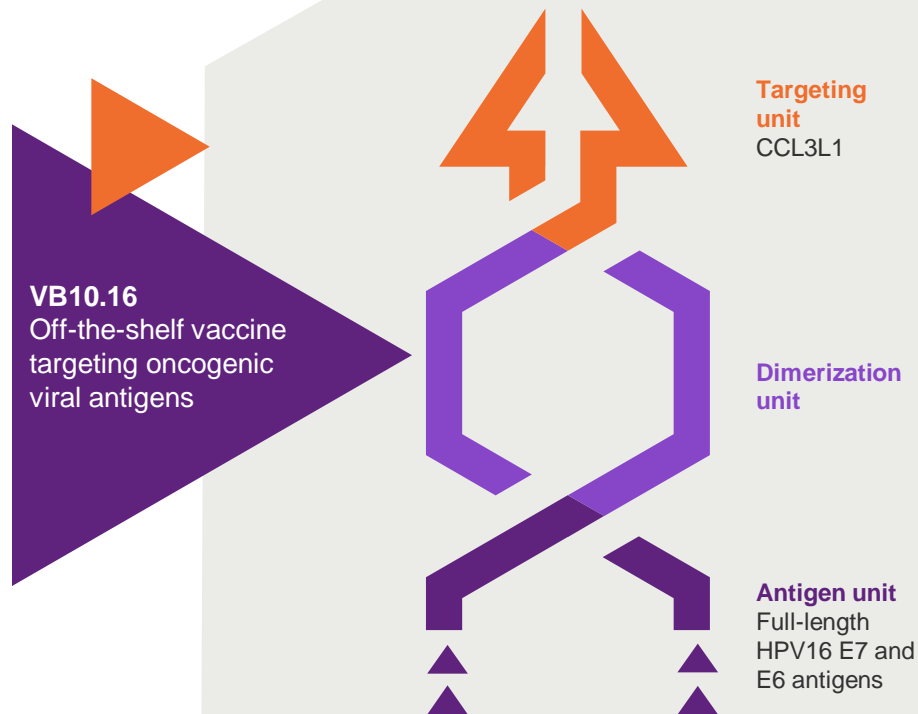 Targeting
unit
CCL3L1
VB10.16
Off-the-shelf vaccine
targeting oncogenic
viral antigens
Dimerization
unit
Antigen unit
Full-length
HPV16 E7 and
E6 antigens